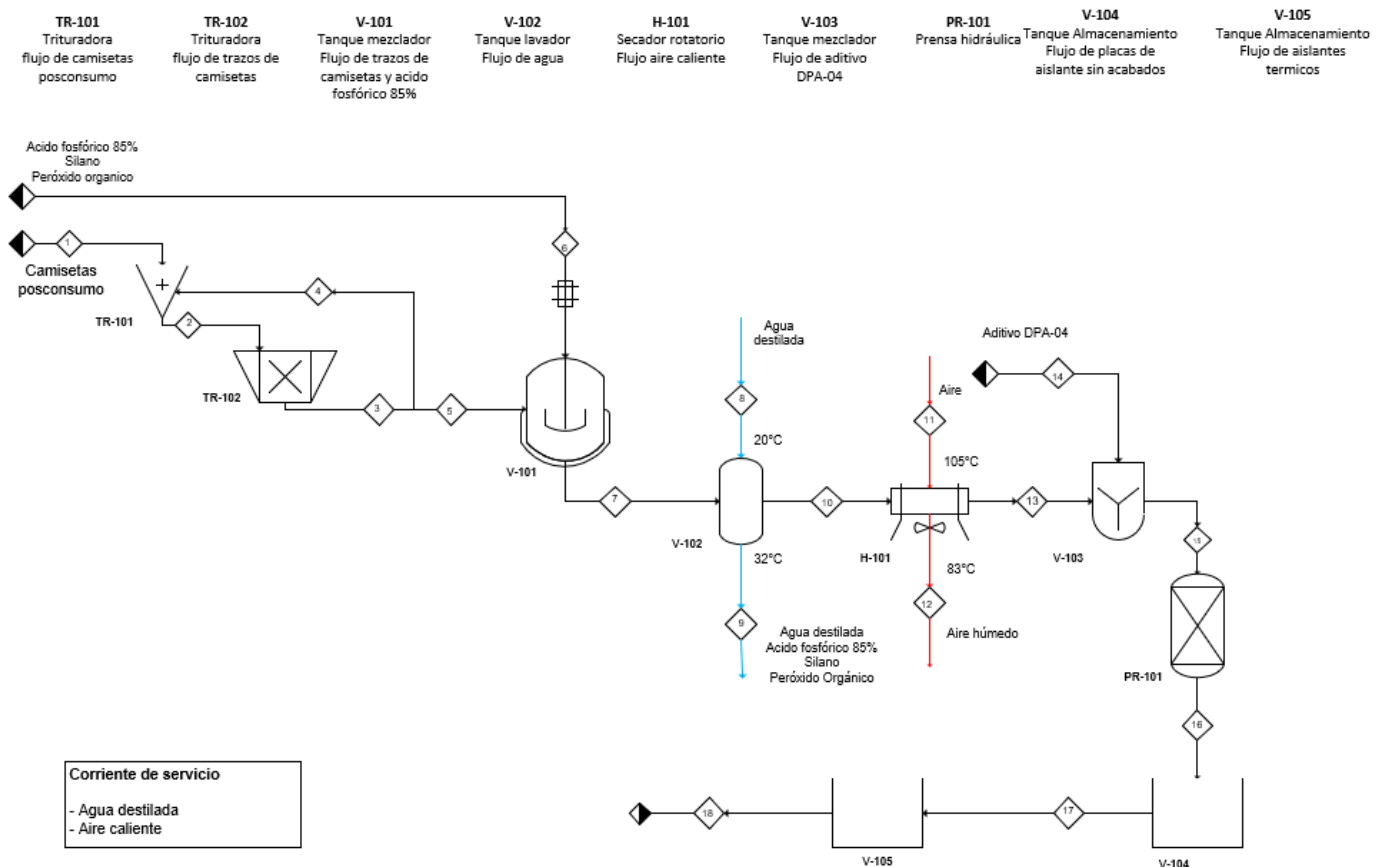 TR-101
Trituradora
flujo de camisetas
posconsumo
TR-102
Trituradora
flujo de trazos de
camisetas
V-101
Tanque mezclador
Flujo de trazos de
camisetas y acido
fosfórico 85%
V-102
Tanque lavador
Flujo de agua
H-101
Secador rotatorio
Flujo aire caliente
V-103
Tanque mezclador
Flujo de aditivo
DPA-04
PR-101
Prensa hidráulica
V-104
Tanque Almacenamiento
Flujo de placas de
aislante sin acabados
V-105
Tanque Almacenamiento
Flujo de aislantes
termicos
Acido fosfórico 85%
Silano
Peróxido organico
1
6
Camisetas
posconsumo
4
TR-101
2
TR-102
3
5
V-101
7
Agua
destilada
8
20°C
V-102
32°C
9
Agua destilada
Acido fosfórico 85%
Silano
Peróxido Orgánico
10
Aire
11
105°C
H-101
83°C
12
Aire húmedo
Aditivo DPA-04
14
13
V-103
15
PR-101
16
17
V-104
V-105
18
Corriente de servicio
- Agua destilada
- Aire caliente